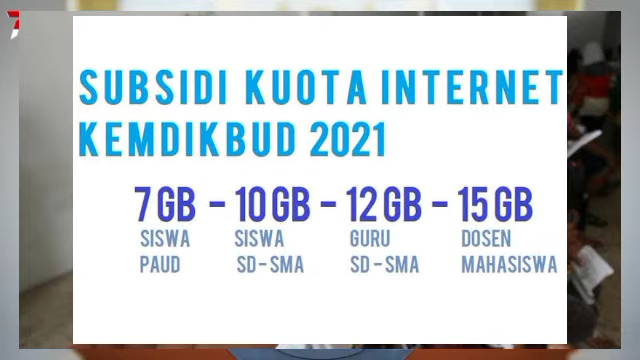 SUBSIDI KUOTA INTERNET
KEMDIKBUD 2021
7 GB - 10 GB - 12 GB - 15 GB
SISWA SISWA GURU DOSEN
PAUD SD - SMA SD - SMA MAHASISWA